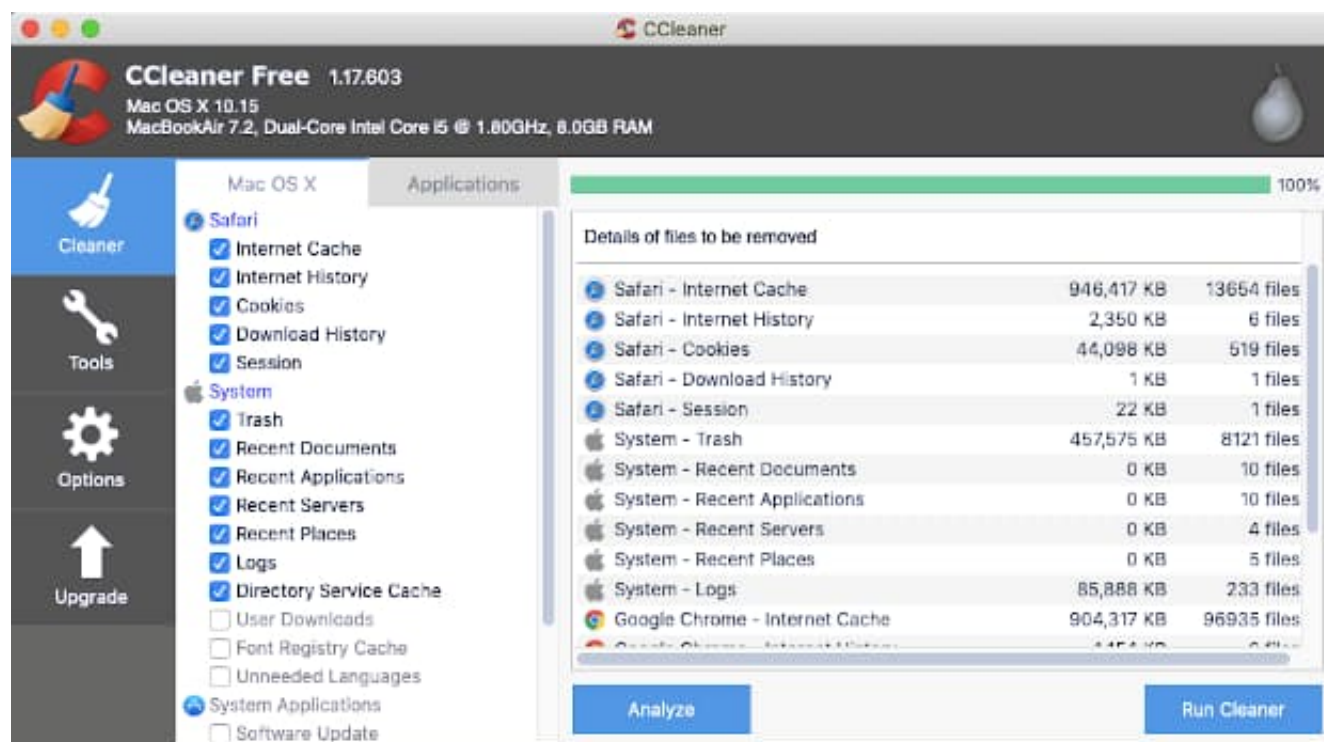 CCleaner
CCleaner Free 1.17.603
Mac OS X 10.15
MacBookAir 7.2, Dual-Core Intel Core i5 @ 1.80GHz, 8.0GB RAM
Cleaner
Tools
Options
Upgrade
Mac OS X
Applications
Safari
Internet Cache
Internet History
Cookies
Download History
Session
System
Trash
Recent Documents
Recent Applications
Recent Servers
Recent Places
Logs
Directory Service Cache
User Downloads
Font Registry Cache
Unneeded Languages
System Applications
Software Update
100%
Details of files to be removed
Safari - Internet Cache 946,417 KB 13654 files
Safari - Internet History 2,350 KB 6 files
Safari - Cookies 44,098 KB 519 files
Safari - Download History 1 KB 1 files
Safari - Session 22 KB 1 files
System - Trash 457,575 KB 8121 files
System - Recent Documents 0 KB 10 files
System - Recent Applications 0 KB 10 files
System - Recent Servers 0 KB 4 files
System - Recent Places 0 KB 5 files
System - Logs 85,888 KB 233 files
Google Chrome - Internet Cache 904,317 KB 96935 files
Google Chrome - Internet History
Analyze
Run Cleaner